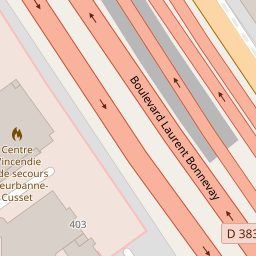 Boulevard Laurent Bonnevay
Centre
'incendie
de secours
eurbanne-
Cusset
403
D 383